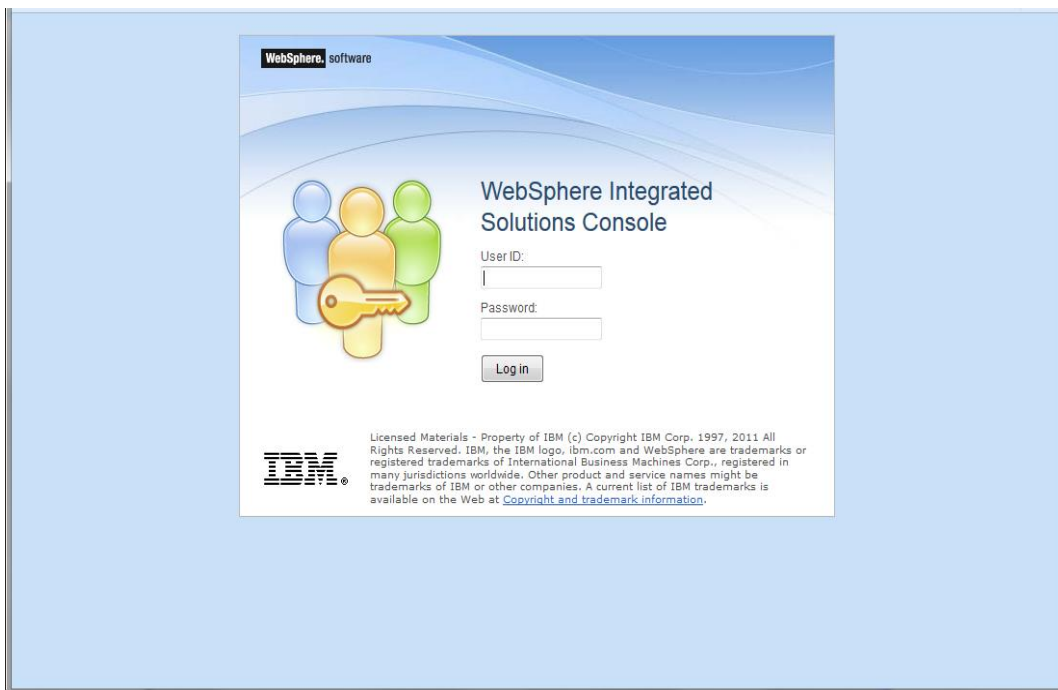 WebSphere. software
WebSphere Integrated
Solutions Console
User ID:
Password:
Log in
Licensed Materials - Property of IBM (c) Copyright IBM Corp. 1997, 2011 All
Rights Reserved. IBM, the IBM logo, ibm.com and WebSphere are trademarks or
registered trademarks of International Business Machines Corp., registered in
many jurisdictions worldwide. Other product and service names might be
trademarks of IBM or other companies. A current list of IBM trademarks is
available on the Web at Copyright and trademark information.
IBM®